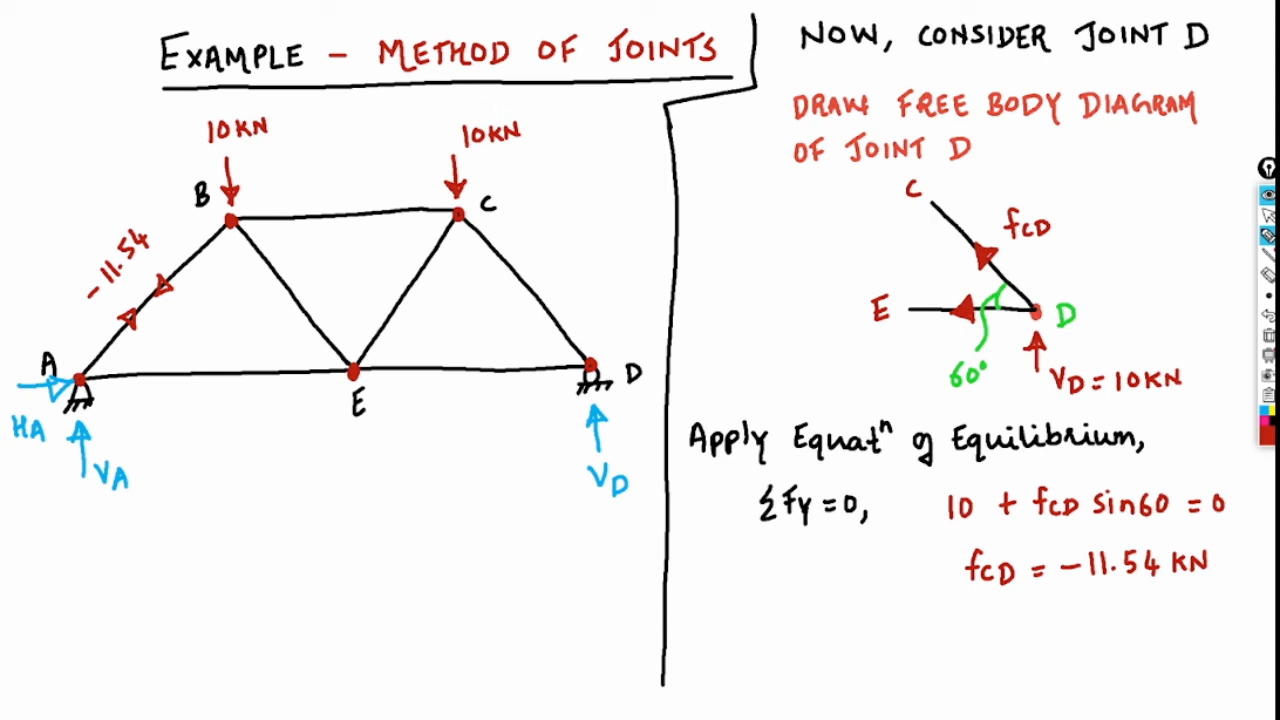 EXAMPLE - METHOD OF JOINTS
10KN
10KN
B
C
-11.54
A
E
D
HA
VA
VD
NOW, CONSIDER JOINT D
DRAW FREE BODY DIAGRAM
OF JOINT D
C
fCD
E
D
60°
VD = 10KN
Apply Equatⁿ of Equilibrium,
ΣFy = 0, 10 + fCD sin60 = 0
fCD = -11.54 KN